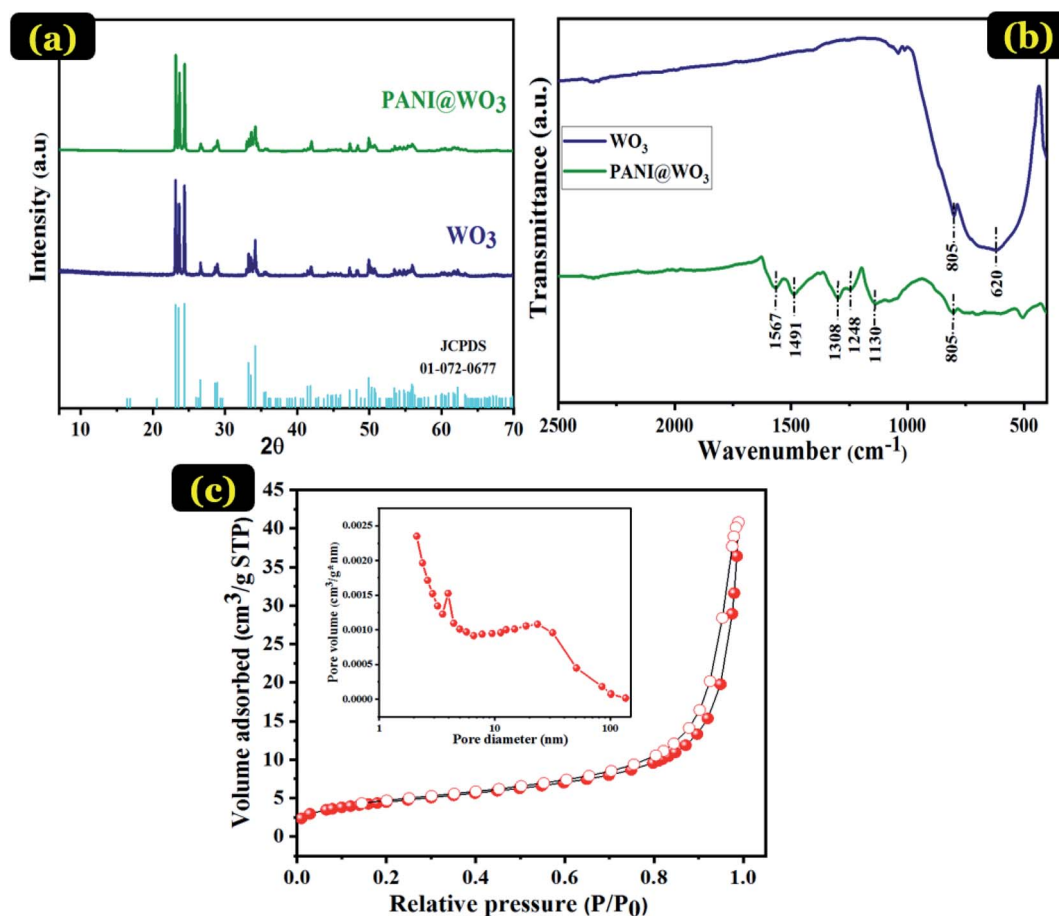 (a)
Intensity (a.u)
PANI@WO3
WO3
JCPDS
01-072-0677
10 20 30 40 50 60 70
2θ
(b)
Transmittance (a.u.)
WO3
PANI@WO3
805
620
1567
1491
1308
1248
1130
805
2500 2000 1500 1000 500
Wavenumber (cm-1)
(c)
Volume adsorbed (cm3/g STP)
45
40
35
30
25
20
15
10
5
0
0.0 0.2 0.4 0.6 0.8 1.0
Relative pressure (P/P0)
Pore volume (cm3/g*nm)
0.0025
0.0020
0.0015
0.0010
0.0005
0.0000
1 10 100
Pore diameter (nm)